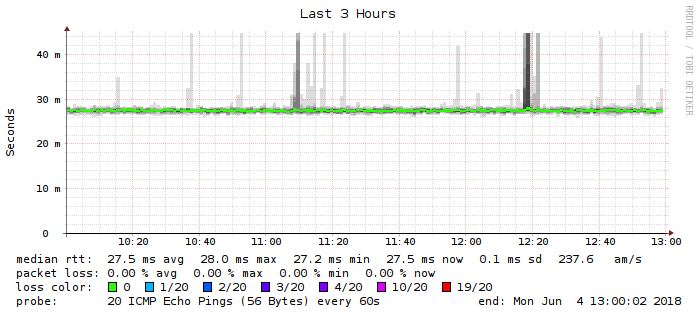 Last 3 Hours
RRDTOOL / TOBI OETIKER
Seconds
40 m
30 m
20 m
10 m
0
10:20 10:40 11:00 11:20 11:40 12:00 12:20 12:40 13:00
median rtt: 27.5 ms avg 28.0 ms max 27.2 ms min 27.5 ms now 0.1 ms sd 237.6 am/s
packet loss: 0.00 % avg 0.00 % max 0.00 % min 0.00 % now
loss color: 0 1/20 2/20 3/20 4/20 10/20 19/20
probe: 20 ICMP Echo Pings (56 Bytes) every 60s end: Mon Jun 4 13:00:02 2018